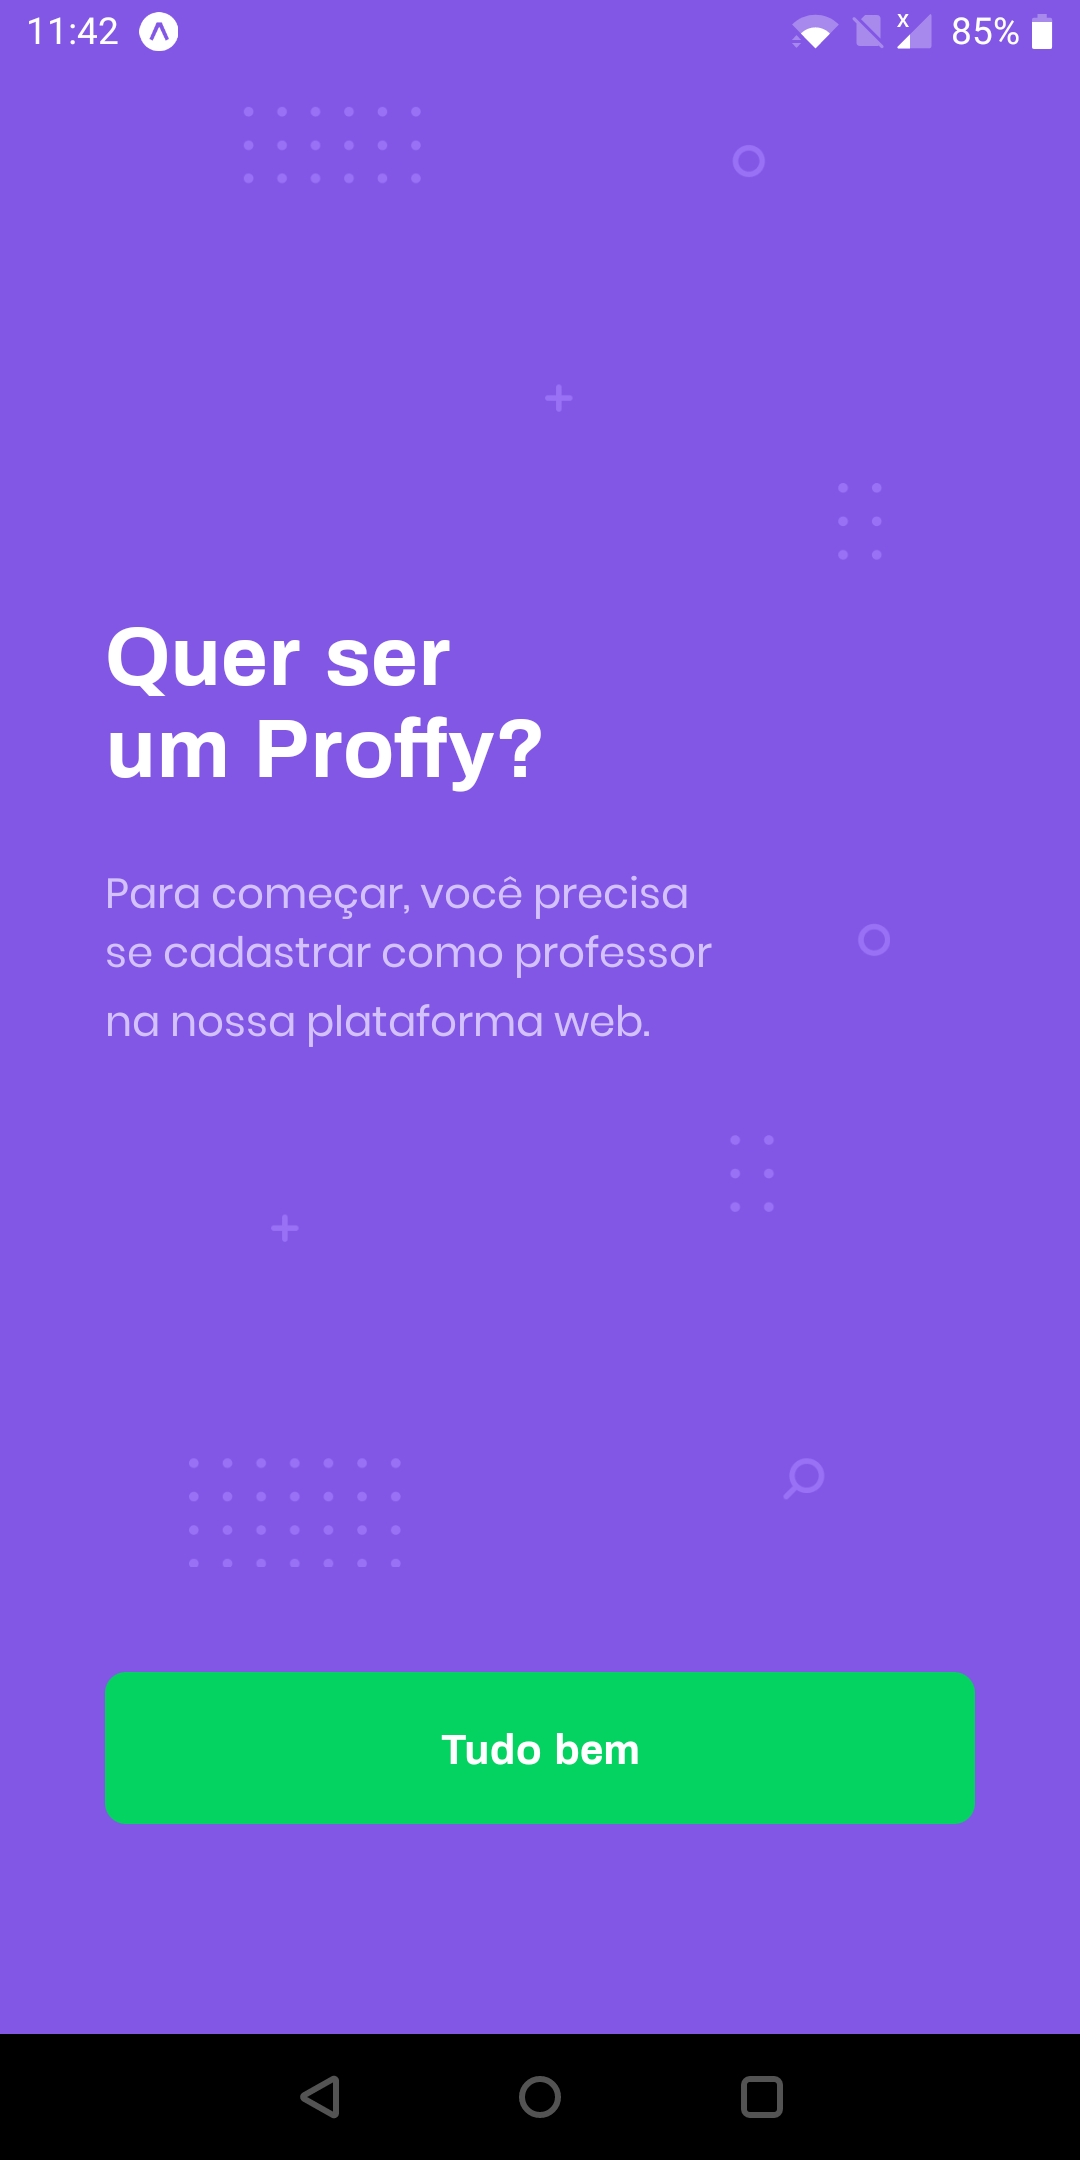 11:42
85%
Quer ser
um Proffy?
Para começar, você precisa
se cadastrar como professor
na nossa plataforma web.
Tudo bem